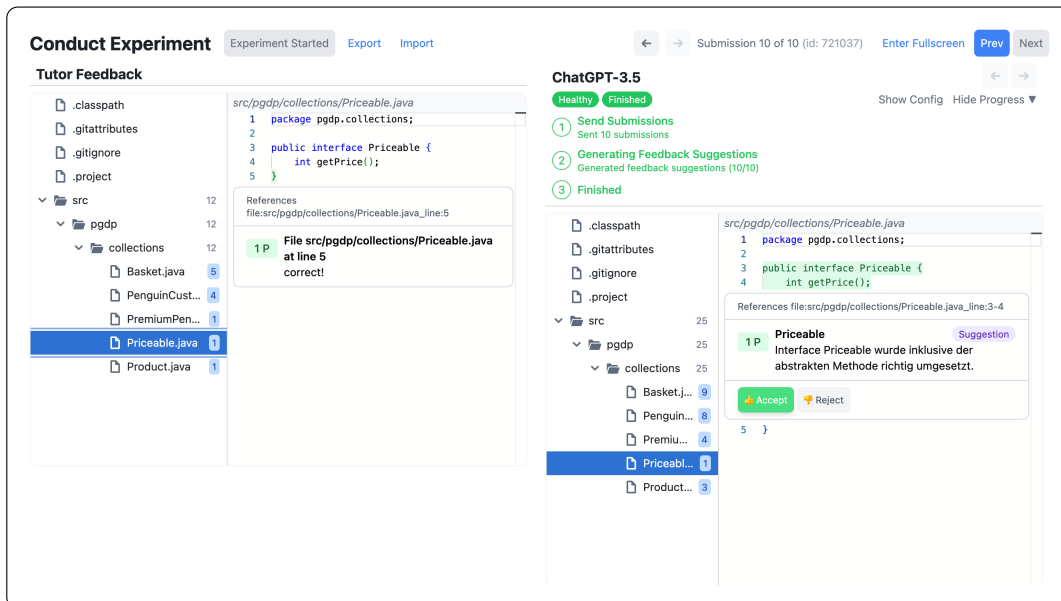 Conduct Experiment Experiment Started Export Import ← → Submission 10 of 10 (id: 721037) Enter Fullscreen Prev Next
Tutor Feedback
.classpath
.gitattributes
.gitignore
.project
src 12
pgdp 12
collections 12
Basket.java 5
PenguinCust... 4
PremiumPen... 1
Priceable.java 1
Product.java 1
src/pgdp/collections/Priceable.java
1 package pgdp.collections;
2
3 public interface Priceable {
4 int getPrice();
5 }
References
file:src/pgdp/collections/Priceable.java_line:5
1 P File src/pgdp/collections/Priceable.java
at line 5
correct!
ChatGPT-3.5 ← →
Healthy Finished Show Config Hide Progress ▼
1 Send Submissions
Sent 10 submissions
2 Generating Feedback Suggestions
Generated feedback suggestions (10/10)
3 Finished
.classpath
.gitattributes
.gitignore
.project
src 25
pgdp 25
collections 25
Basket.j... 9
Penguin... 8
Premiu... 4
Priceabl... 1
Product... 3
src/pgdp/collections/Priceable.java
1 package pgdp.collections;
2
3 public interface Priceable {
4 int getPrice();
References file:src/pgdp/collections/Priceable.java_line:3-4
1 P Priceable Suggestion
Interface Priceable wurde inklusive der
abstrakten Methode richtig umgesetzt.
👍 Accept 👎 Reject
5 }